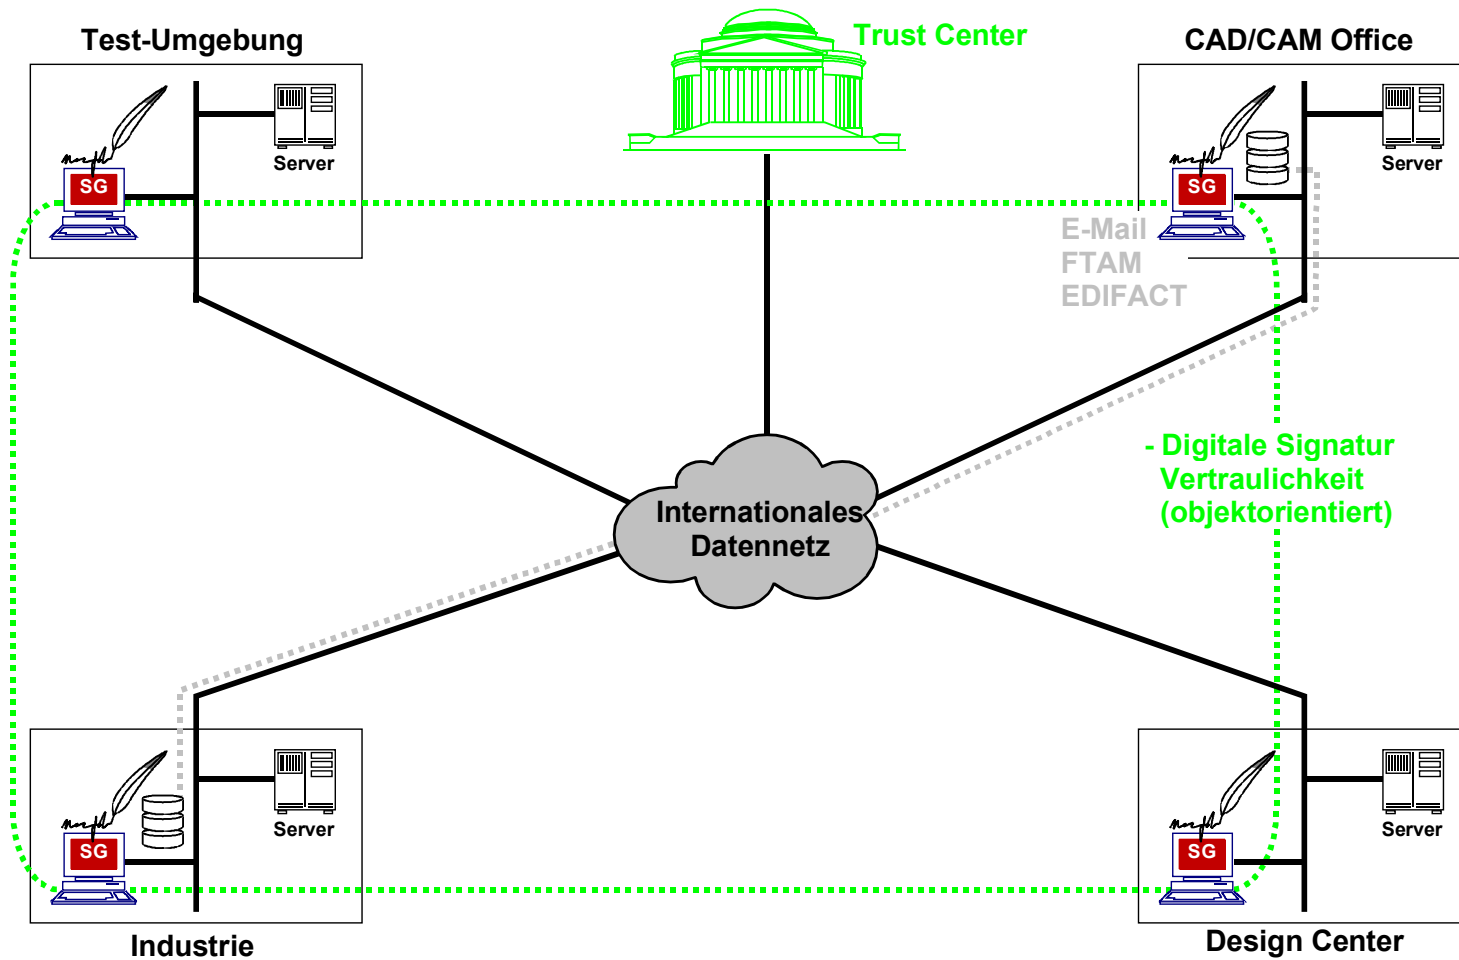 Test-Umgebung
Trust Center
CAD/CAM Office
Server
SG
Server
SG
E-Mail
FTAM
EDIFACT
- Digitale Signatur
Vertraulichkeit
(objektorientiert)
Internationales
Datennetz
Server
SG
Server
SG
Industrie
Design Center